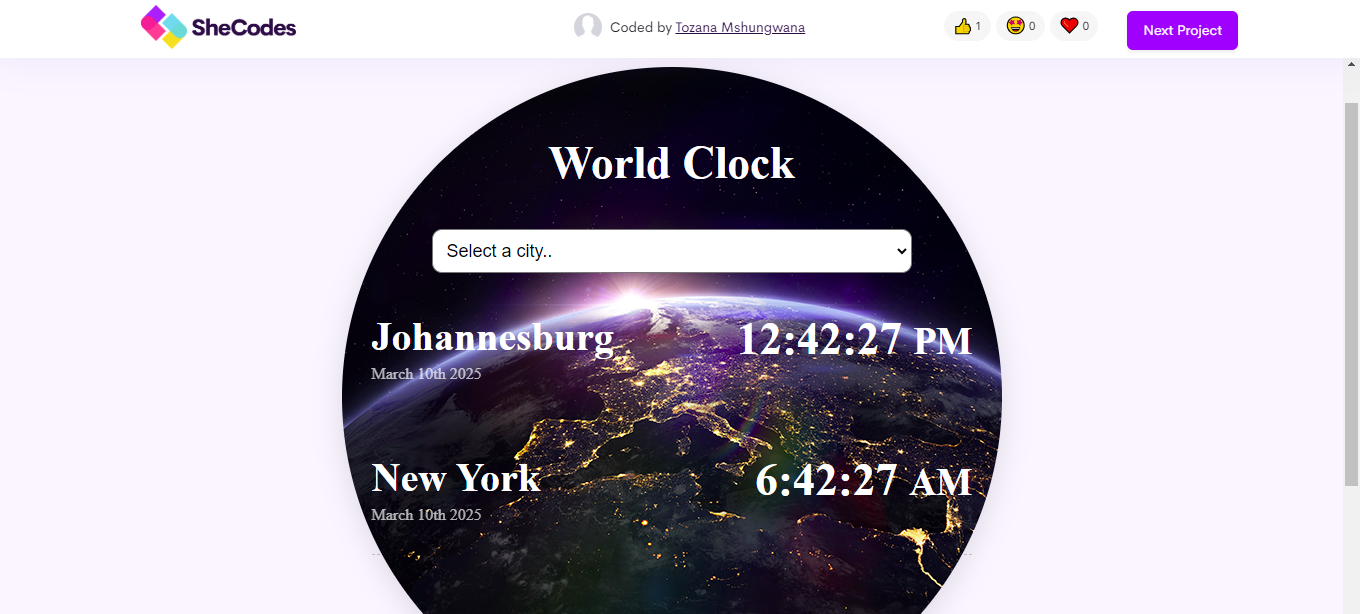 SheCodes
Coded by Tozana Mshungwana
1
0
0
Next Project
World Clock
Select a city..
Johannesburg
12:42:27 PM
March 10th 2025
New York
6:42:27 AM
March 10th 2025